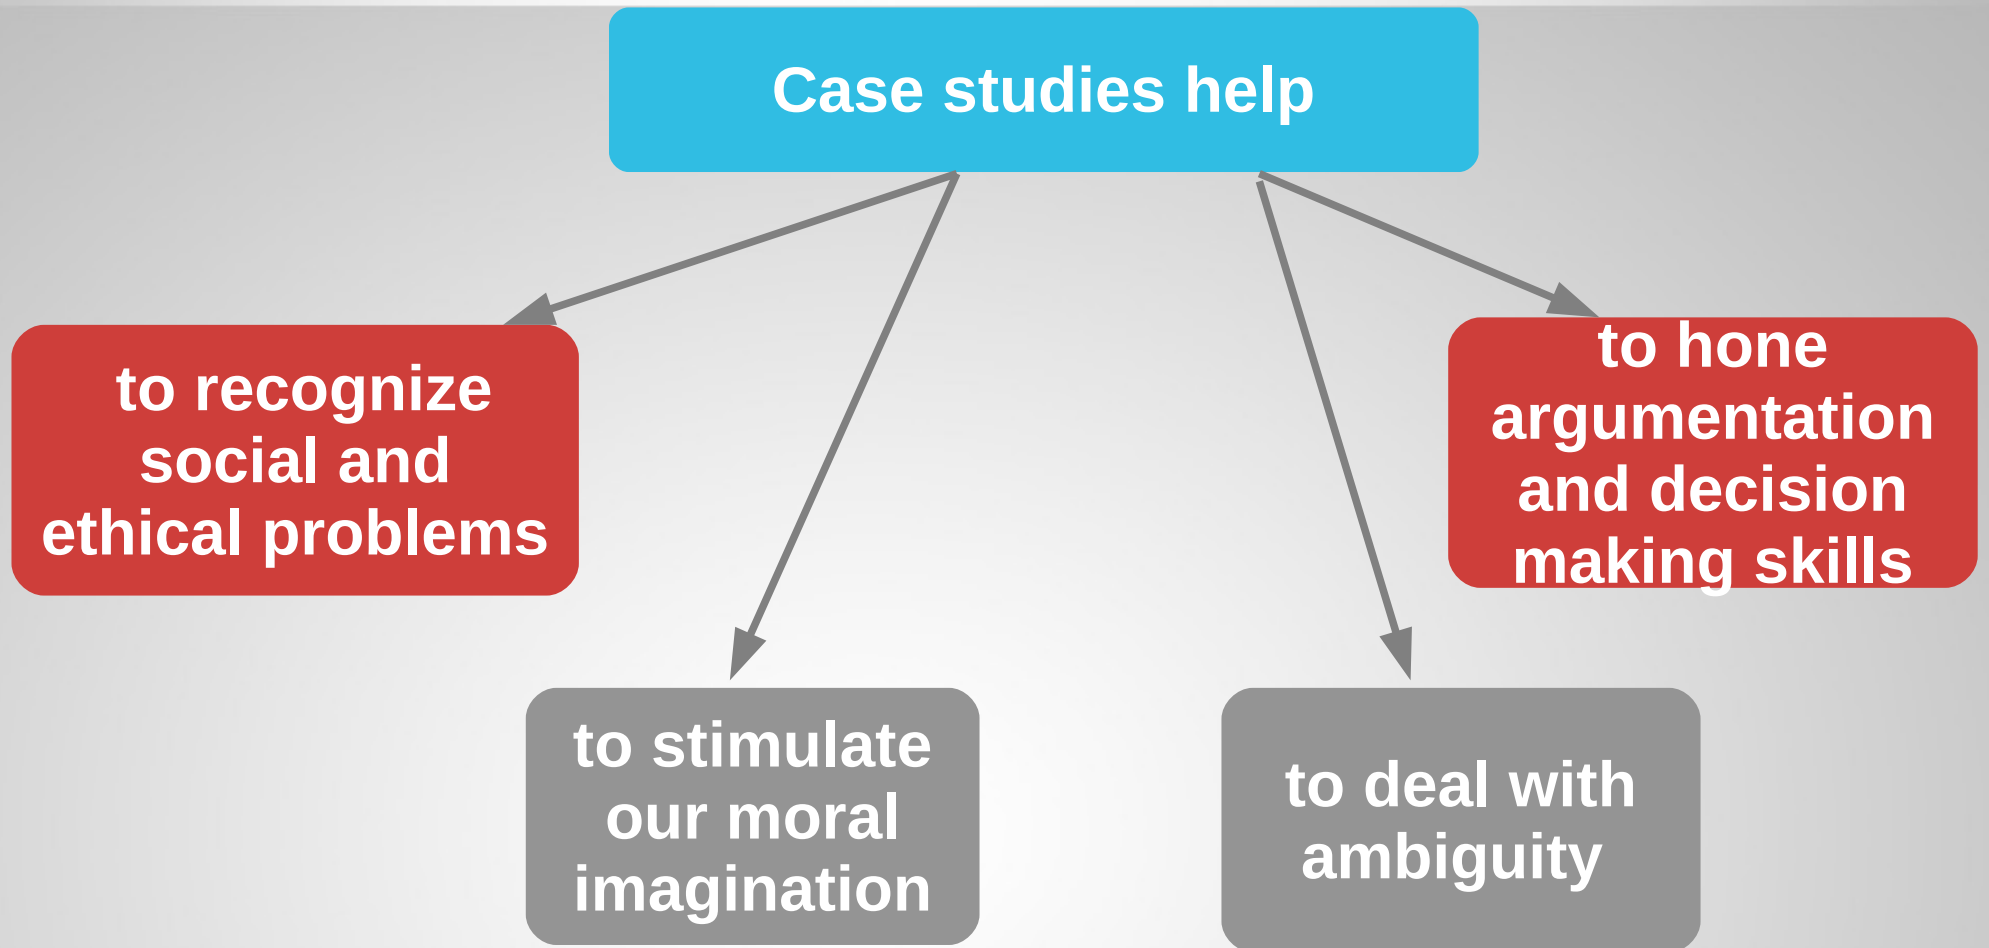 Case studies help
to recognize
social and
ethical problems
to stimulate
our moral
imagination
to deal with
ambiguity
to hone
argumentation
and decision
making skills